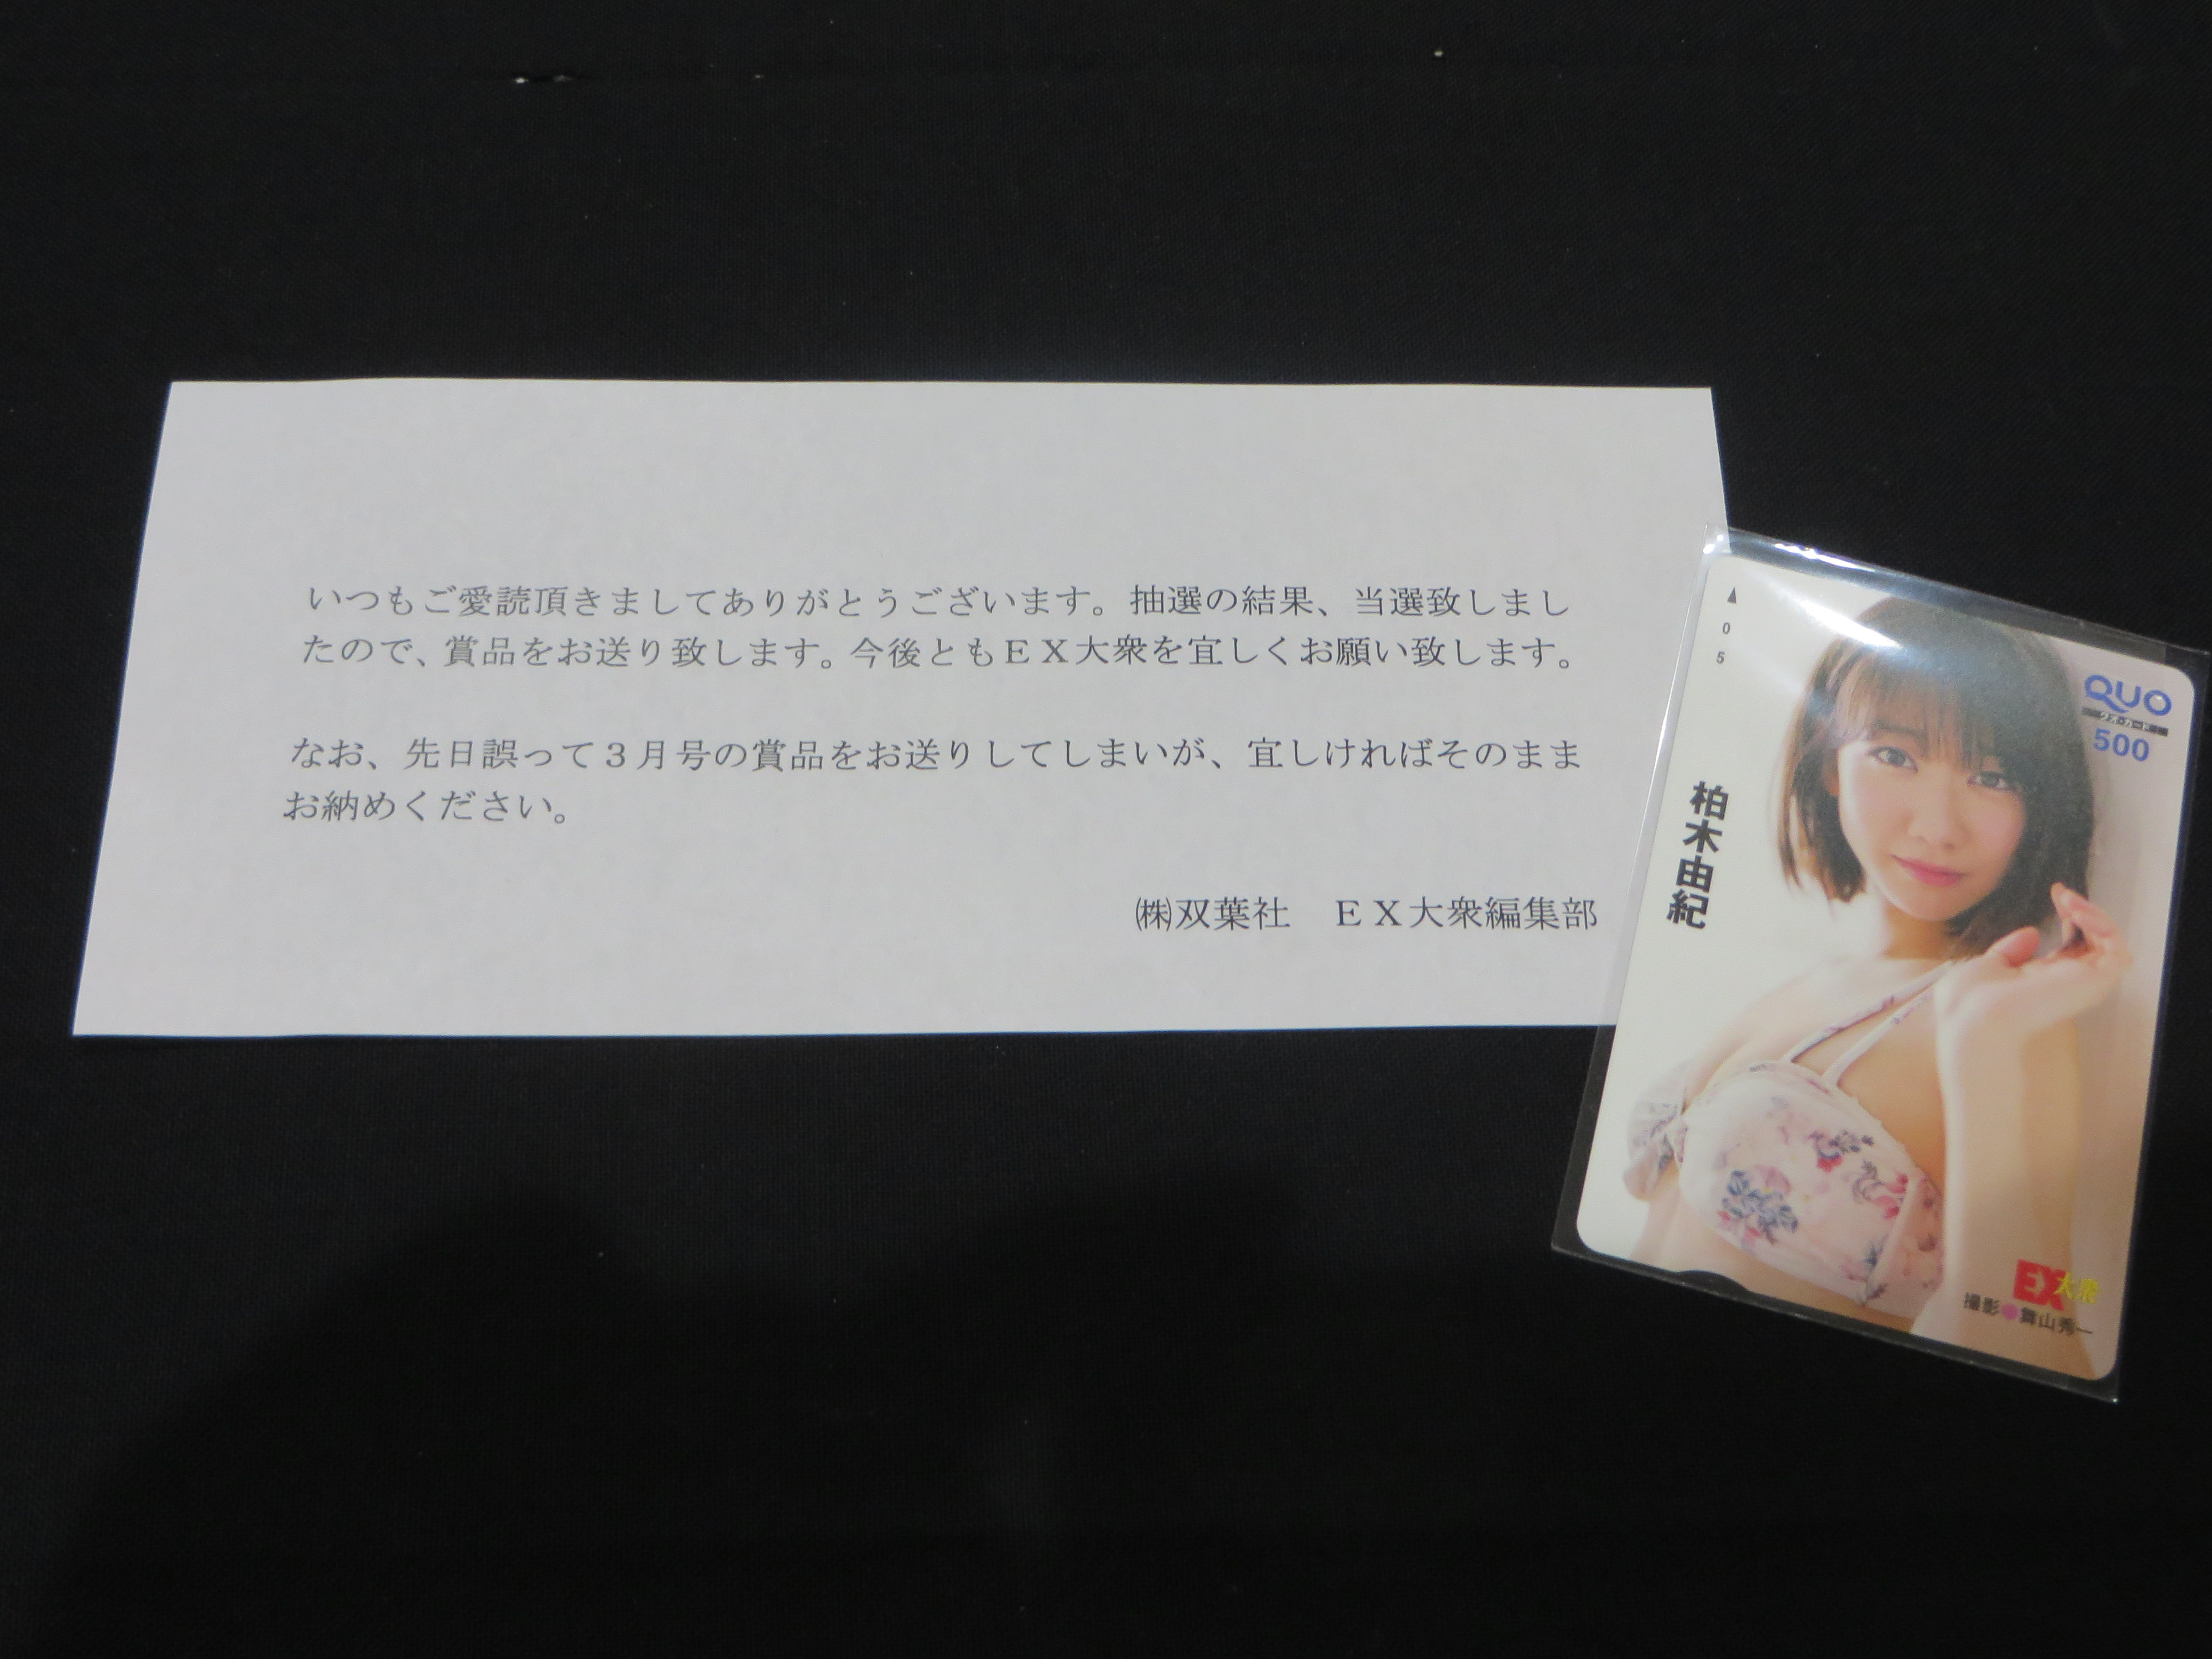 いつもご愛読頂きましてありがとうございます。抽選の結果、当選致しまし
たので、賞品をお送り致します。今後ともＥＸ大衆を宜しくお願い致します。
なお、先日誤って３月号の賞品をお送りしてしまいが、宜しければそのまま
お納めください。
㈱双葉社　ＥＸ大衆編集部
05
QUO
クオ・カード
500
柏木由紀
EX大衆
撮影●舞山秀一